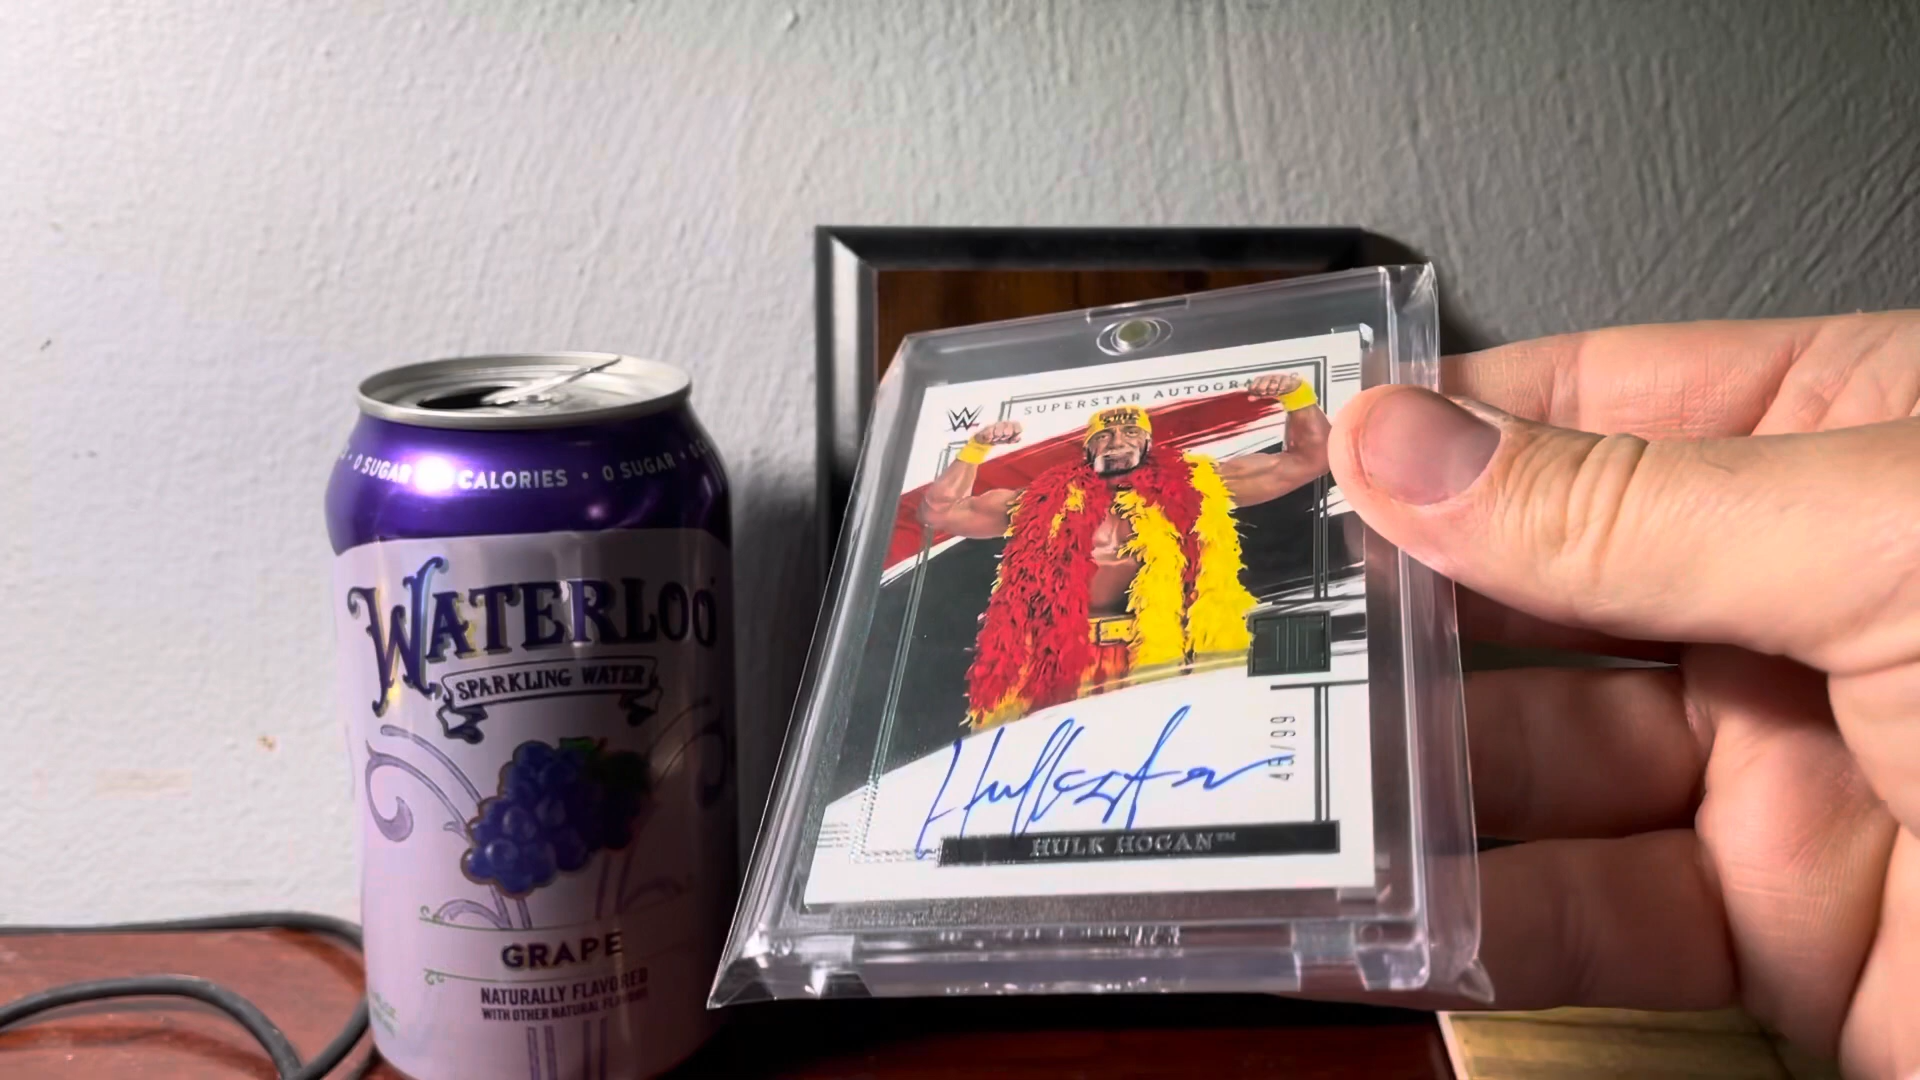 0 SUGAR
CALORIES • 0 SUGAR •
WATERLOO
SPARKLING WATER
GRAPE
NATURALLY FLAVORED
WITH OTHER NATURAL FLAVORS
W
SUPERSTAR AUTOGRAPHS
45/99
HULK HOGAN™